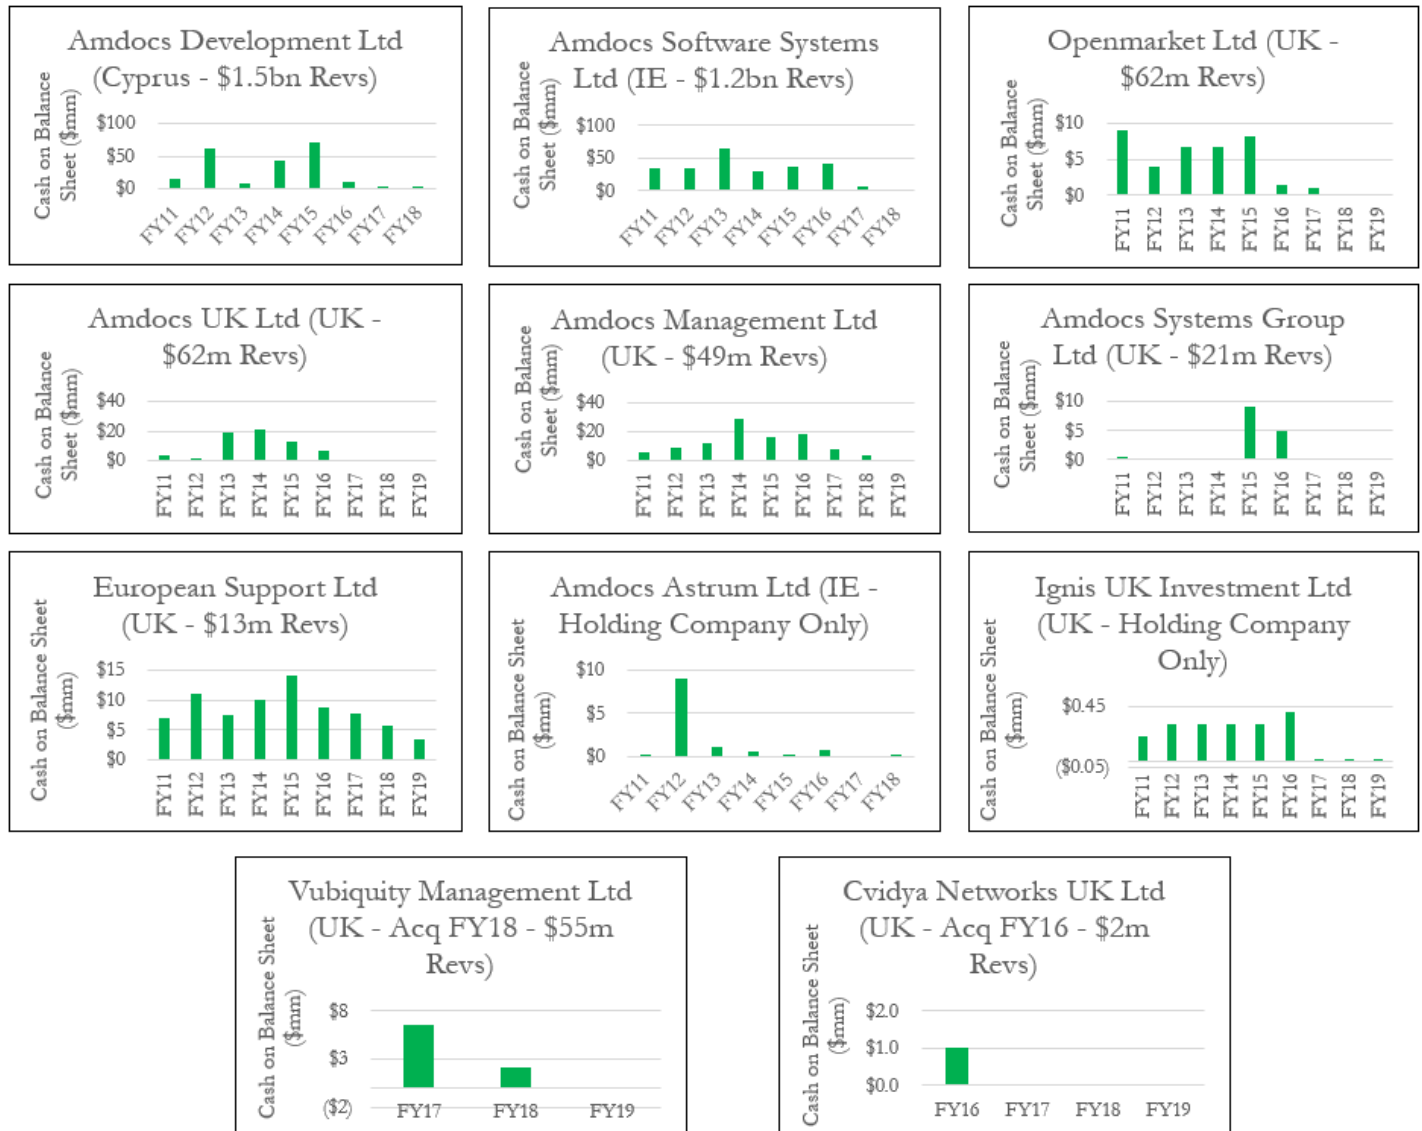 Amdocs Development Ltd
(Cyprus - $1.5bn Revs)
Cash on Balance
Sheet ($mm)
$100
$50
$0
FY11
FY12
FY13
FY14
FY15
FY16
FY17
FY18
Amdocs Software Systems
Ltd (IE - $1.2bn Revs)
Cash on Balance
Sheet ($mm)
$100
$50
$0
FY11
FY12
FY13
FY14
FY15
FY16
FY17
FY18
Openmarket Ltd (UK -
$62m Revs)
Cash on Balance
Sheet ($mm)
$10
$5
$0
FY11
FY12
FY13
FY14
FY15
FY16
FY17
FY18
FY19
Amdocs UK Ltd (UK -
$62m Revs)
Cash on Balance
Sheet ($mm)
$40
$20
$0
FY11
FY12
FY13
FY14
FY15
FY16
FY17
FY18
FY19
Amdocs Management Ltd
(UK - $49m Revs)
Cash on Balance
Sheet ($mm)
$40
$20
$0
FY11
FY12
FY13
FY14
FY15
FY16
FY17
FY18
FY19
Amdocs Systems Group
Ltd (UK - $21m Revs)
Cash on Balance
Sheet ($mm)
$10
$5
$0
FY11
FY12
FY13
FY14
FY15
FY16
FY17
FY18
FY19
European Support Ltd
(UK - $13m Revs)
Cash on Balance Sheet
($mm)
$15
$10
$5
$0
FY11
FY12
FY13
FY14
FY15
FY16
FY17
FY18
FY19
Amdocs Astrum Ltd (IE -
Holding Company Only)
Cash on Balance Sheet
($mm)
$10
$5
$0
FY11
FY12
FY13
FY14
FY15
FY16
FY17
FY18
Ignis UK Investment Ltd
(UK - Holding Company
Only)
Cash on Balance Sheet
($mm)
$0.45
($0.05)
FY11
FY12
FY13
FY14
FY15
FY16
FY17
FY18
FY19
Vubiquity Management Ltd
(UK - Acq FY18 - $55m
Revs)
Cash on Balance Sheet
($mm)
$8
$3
($2)
FY17
FY18
FY19
Cvidya Networks UK Ltd
(UK - Acq FY16 - $2m
Revs)
Cash on Balance Sheet
($mm)
$2.0
$1.0
$0.0
FY16
FY17
FY18
FY19